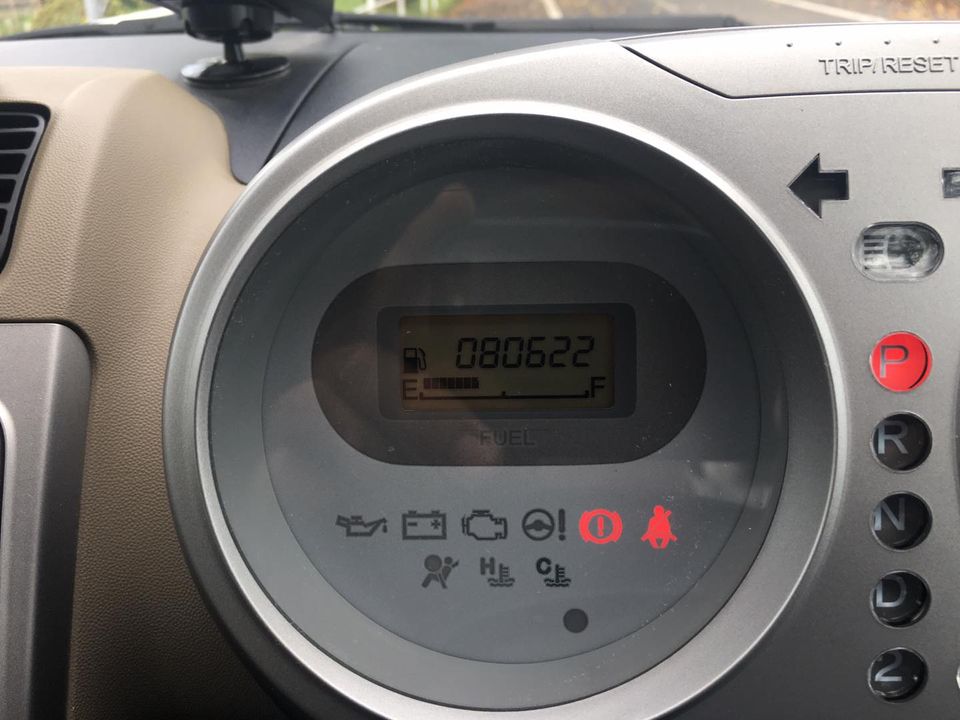 TRIP/RESET
080622
E F
FUEL
!
!
H C
P
R
N
D
2